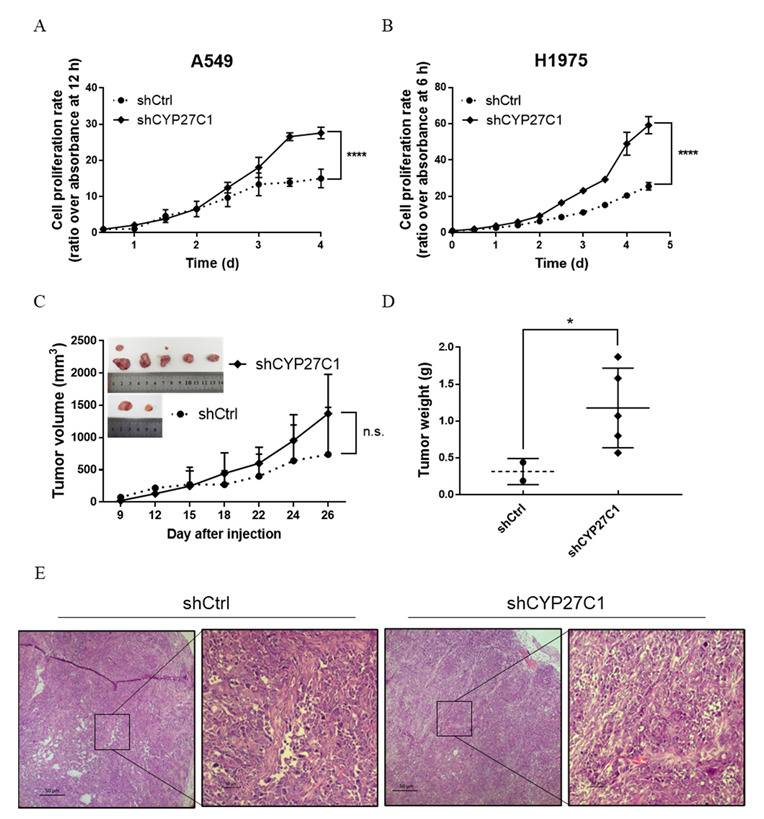 A
A549
Cell proliferation rate
(ratio over absorbance at 12 h)
40
30
20
10
0
shCtrl
shCYP27C1
****
1
2
3
4
Time (d)
B
H1975
Cell proliferation rate
(ratio over absorbance at 6 h)
80
60
40
20
0
shCtrl
shCYP27C1
****
0
1
2
3
4
5
Time (d)
C
Tumor volume (mm3)
2500
2000
1500
1000
500
0
shCYP27C1
shCtrl
n.s.
9
12
15
18
22
24
26
Day after injection
D
Tumor weight (g)
2.0
1.5
1.0
0.5
0.0
*
shCtrl
shCYP27C1
E
shCtrl
shCYP27C1
50 μm
50 μm